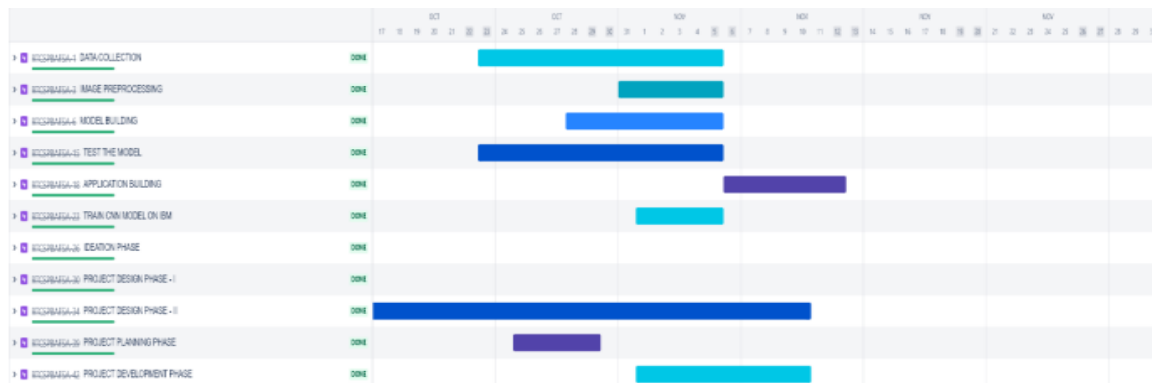 OCT OCT NOV NOV NOV NOV
17 18 19 20 21 22 23 24 25 26 27 28 29 30 31 1 2 3 4 5 6 7 8 9 10 11 12 13 14 15 16 17 18 19 20 21 22 23 24 25 26 27 28 29
DATA COLLECTION DONE
IMAGE PREPROCESSING DONE
MODEL BUILDING DONE
TEST THE MODEL DONE
APPLICATION BUILDING DONE
TRAIN CNN MODEL ON IBM DONE
IDEATION PHASE DONE
PROJECT DESIGN PHASE - I DONE
PROJECT DESIGN PHASE - II DONE
PROJECT PLANNING PHASE DONE
PROJECT DEVELOPMENT PHASE DONE